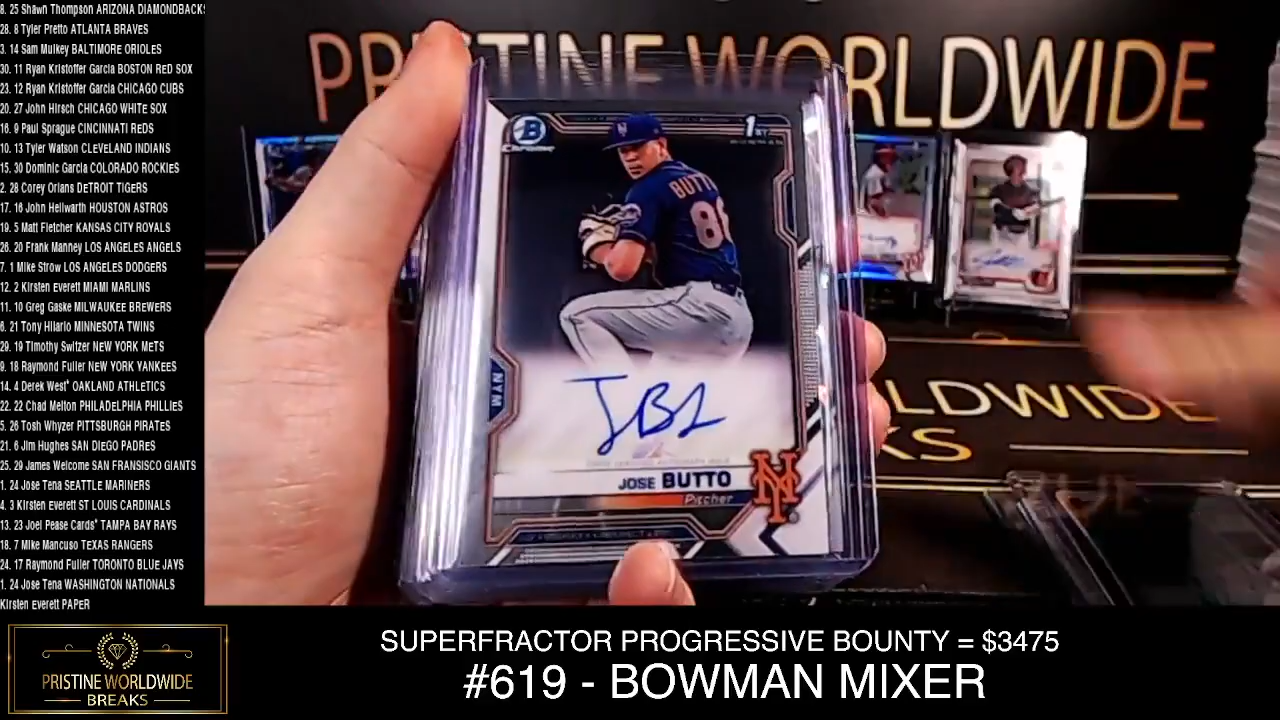 8. 25 Shawn Thompson ARIZONA DIAMONDBACKS
28. 8 Tyler Pretto ATLANTA BRAVES
3. 14 Sam Mulkey BALTIMORE ORIOLES
30. 11 Ryan Kristoffer Garcia BOSTON RED SOX
23. 12 Ryan Kristoffer Garcia CHICAGO CUBS
20. 27 John Hirsch CHICAGO WHITE SOX
16. 9 Paul Sprague CINCINNATI REDS
10. 13 Tyler Watson CLEVELAND INDIANS
15. 30 Dyminic Garcia COLORADO ROCKIES
2. 28 Corey Orians DETROIT TIGERS
17. 16 John Hellwarth HOUSTON ASTROS
19. 5 Matt Fletcher KANSAS CITY ROYALS
26. 20 Frank Manney LOS ANGELES ANGELS
7. 1 Mike Strow LOS ANGELES DODGERS
12. 2 Kirsten Everett MIAMI MARLINS
11. 10 Greg Gaske MILWAUKEE BREWERS
6. 21 Tony Hilario MINNESOTA TWINS
29. 19 Timothy Switzer NEW YORK METS
9. 18 Raymond Fuller NEW YORK YANKEES
14. 4 Derek West* OAKLAND ATHLETICS
22. 22 Chad Melton PHILADELPHIA PHILLIES
5. 26 Tosh Whyzer PITTSBURGH PIRATES
21. 6 Jim Hughes SAN DIEGO PADRES
25. 29 James Welcome SAN FRANSISCO GIANTS
1. 24 Jose Tena SEATTLE MARINERS
4. 3 Kirsten Everett ST LOUIS CARDINALS
13. 23 Joel Pease Cards* TAMPA BAY RAYS
18. 7 Mike Mancuso TEXAS RANGERS
24. 17 Raymond Fuller TORONTO BLUE JAYS
1. 24 Jose Tena WASHINGTON NATIONALS
Kirsten Everett PAPER
PRISTINE WORLDWIDE
B
Chrome
1ST
BUTTO
NYM
JOSE BUTTO
Pitcher
NY
LDWIDE
KS
PRISTINE WORLDWIDE
BREAKS
SUPERFRACTOR PROGRESSIVE BOUNTY = $3475
#619 - BOWMAN MIXER